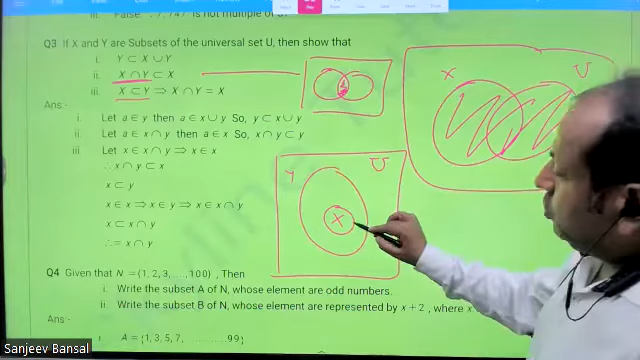 iii. False ∵ 7,747 is not multiple of
Q3 If X and Y are Subsets of the universal set U, then show that
i. Y ⊂ X ∪ Y
ii. X ∩ Y ⊂ X
iii. X ⊂ Y ⇒ X ∩ Y = X
Ans:-
i. Let a ∈ y then a ∈ x ∪ y So, y ⊂ x ∪ y
ii. Let a ∈ x ∩ y then a ∈ x So, x ∩ y ⊂ y
iii Let x ∈ x ∩ y ⇒ x ∈ x
∴ x ∩ y ⊂ x
x ⊂ y
x ∈ x ⇒ x ∈ y ⇒ x ∈ x ∩ y
x ⊂ x ∩ y
∴ = x ∩ y
X U
Y U
X
Q4 Given that N = (1, 2, 3, ...., 100), Then
i. Write the subset A of N, whose element are odd numbers.
ii. Write the subset B of N, whose element are represented by x + 2, where x
Ans:-
i. A = {1, 3, 5, 7, ............ 99}
Sanjeev Bansal